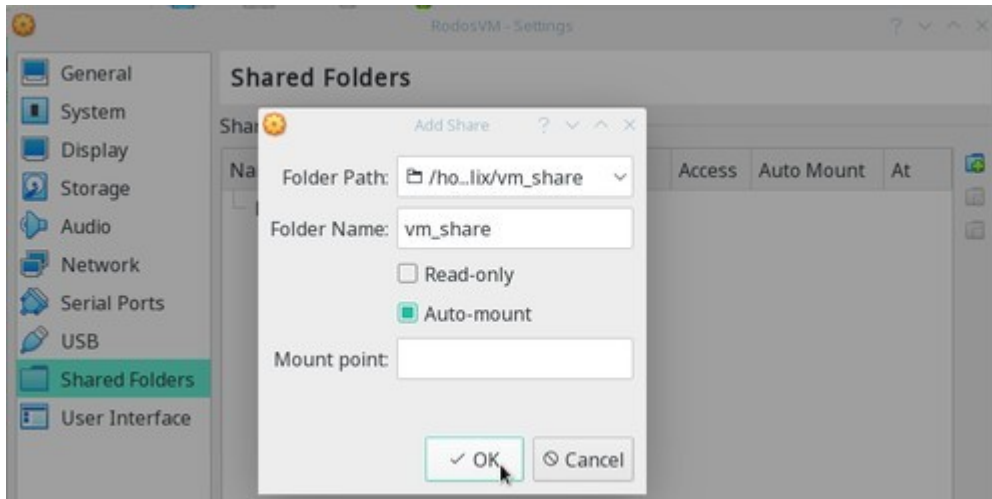 RodosVM - Settings
General
System
Display
Storage
Audio
Network
Serial Ports
USB
Shared Folders
User Interface
Shared Folders
Shar
Na
Access Auto Mount At
Add Share
Folder Path: /ho...lix/vm_share
Folder Name: vm_share
Read-only
Auto-mount
Mount point:
OK
Cancel